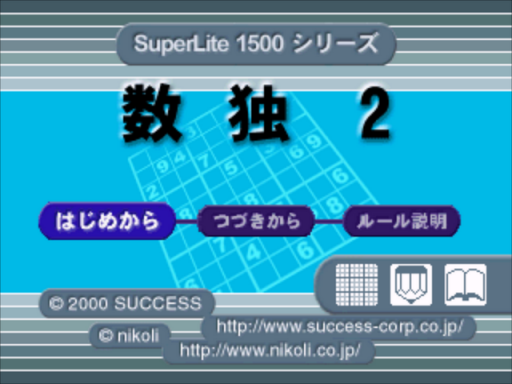 SuperLite 1500 シリーズ
数独 2
はじめから
つづきから
ルール説明
© 2000 SUCCESS
© nikoli
http://www.success-corp.co.jp/
http://www.nikoli.co.jp/